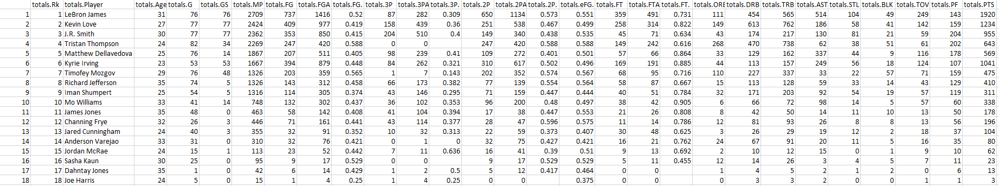 totals.Rk totals.Player totals.Age totals.G totals.GS totals.MP totals.FG totals.FGA totals.FG. totals.3P totals.3PA totals.3P. totals.2P totals.2PA totals.2P. totals.eFG. totals.FT totals.FTA totals.FT. totals.ORB totals.DRB totals.TRB totals.AST totals.STL totals.BLK totals.TOV totals.PF totals.PTS
1 1 LeBron James 31 76 76 2709 737 1416 0.52 87 282 0.309 650 1134 0.573 0.551 359 491 0.731 111 454 565 514 104 49 249 143 1920
2 2 Kevin Love 27 77 77 2424 409 977 0.419 158 439 0.36 251 538 0.467 0.499 258 314 0.822 149 613 762 186 58 41 142 159 1234
3 3 J.R. Smith 30 77 77 2362 353 850 0.415 204 510 0.4 149 340 0.438 0.535 45 71 0.634 43 174 217 130 81 21 59 204 955
4 4 Tristan Thompson 24 82 34 2269 247 420 0.588 0 0 247 420 0.588 0.588 149 242 0.616 268 470 738 62 38 51 61 202 643
5 5 Matthew Dellavedova 25 76 14 1867 207 511 0.405 98 239 0.41 109 272 0.401 0.501 57 66 0.864 33 129 162 337 44 9 116 178 569
6 6 Kyrie Irving 23 53 53 1667 394 879 0.448 84 262 0.321 310 617 0.502 0.496 169 191 0.885 44 113 157 249 56 18 124 107 1041
7 7 Timofey Mozgov 29 76 48 1326 203 359 0.565 1 7 0.143 202 352 0.574 0.567 68 95 0.716 110 227 337 33 22 57 71 159 475
8 8 Richard Jefferson 35 74 5 1326 143 312 0.458 66 173 0.382 77 139 0.554 0.564 58 87 0.667 15 113 128 59 33 14 43 129 410
9 9 Iman Shumpert 25 54 5 1316 114 305 0.374 43 146 0.295 71 159 0.447 0.444 40 51 0.784 32 171 203 92 54 19 57 119 311
10 10 Mo Williams 33 41 14 748 132 302 0.437 36 102 0.353 96 200 0.48 0.497 38 42 0.905 6 66 72 98 14 5 57 60 338
11 11 James Jones 35 48 0 463 58 142 0.408 41 104 0.394 17 38 0.447 0.553 21 26 0.808 8 42 50 14 11 10 13 50 178
12 12 Channing Frye 32 26 3 446 71 161 0.441 43 114 0.377 28 47 0.596 0.575 11 14 0.786 12 81 93 26 8 8 13 56 196
13 13 Jared Cunningham 24 40 3 355 32 91 0.352 10 32 0.313 22 59 0.373 0.407 30 48 0.625 3 26 29 19 12 2 18 37 104
14 14 Anderson Varejao 33 31 0 310 32 76 0.421 0 1 0 32 75 0.427 0.421 16 21 0.762 24 67 91 20 11 5 16 35 80
15 15 Jordan McRae 24 15 1 113 23 52 0.442 7 11 0.636 16 41 0.39 0.51 9 13 0.692 2 10 12 15 0 1 9 10 62
16 16 Sasha Kaun 30 25 0 95 9 17 0.529 0 0 9 17 0.529 0.529 5 11 0.455 12 14 26 3 4 5 7 11 23
17 17 Dahntay Jones 35 1 0 42 6 14 0.429 1 2 0.5 5 12 0.417 0.464 0 0 1 4 5 2 1 2 0 6 13
18 18 Joe Harris 24 5 0 15 1 4 0.25 1 4 0.25 0 0 0.375 0 0 0 3 3 2 0 0 1 1 3